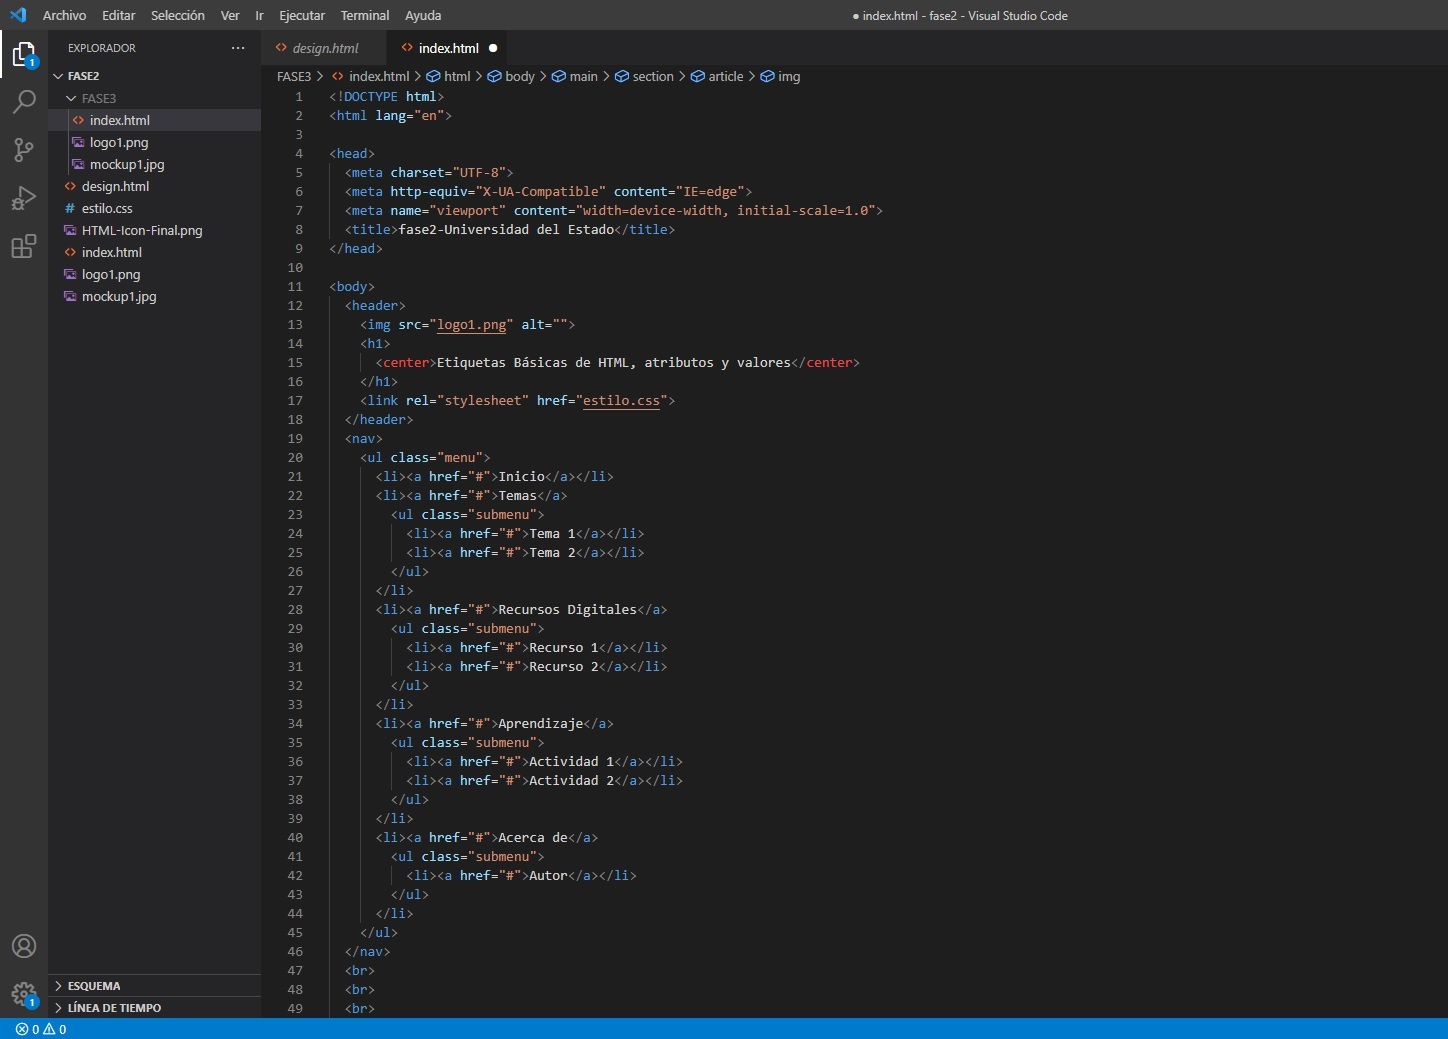 Archivo Editar Selección Ver Ir Ejecutar Terminal Ayuda
● index.html - fase2 - Visual Studio Code
EXPLORADOR ···
FASE2
FASE3
index.html
logo1.png
mockup1.jpg
design.html
# estilo.css
HTML-Icon-Final.png
index.html
logo1.png
mockup1.jpg
ESQUEMA
LÍNEA DE TIEMPO
1
1
design.html index.html ●
FASE3 > index.html > html > body > main > section > article > img
1 <!DOCTYPE html>
2 <html lang="en">
3
4 <head>
5 <meta charset="UTF-8">
6 <meta http-equiv="X-UA-Compatible" content="IE=edge">
7 <meta name="viewport" content="width=device-width, initial-scale=1.0">
8 <title>fase2-Universidad del Estado</title>
9 </head>
10
11 <body>
12 <header>
13 <img src="logo1.png" alt="">
14 <h1>
15 <center>Etiquetas Básicas de HTML, atributos y valores</center>
16 </h1>
17 <link rel="stylesheet" href="estilo.css">
18 </header>
19 <nav>
20 <ul class="menu">
21 <li><a href="#">Inicio</a></li>
22 <li><a href="#">Temas</a>
23 <ul class="submenu">
24 <li><a href="#">Tema 1</a></li>
25 <li><a href="#">Tema 2</a></li>
26 </ul>
27 </li>
28 <li><a href="#">Recursos Digitales</a>
29 <ul class="submenu">
30 <li><a href="#">Recurso 1</a></li>
31 <li><a href="#">Recurso 2</a></li>
32 </ul>
33 </li>
34 <li><a href="#">Aprendizaje</a>
35 <ul class="submenu">
36 <li><a href="#">Actividad 1</a></li>
37 <li><a href="#">Actividad 2</a></li>
38 </ul>
39 </li>
40 <li><a href="#">Acerca de</a>
41 <ul class="submenu">
42 <li><a href="#">Autor</a></li>
43 </ul>
44 </li>
45 </ul>
46 </nav>
47 <br>
48 <br>
49 <br>
0 0